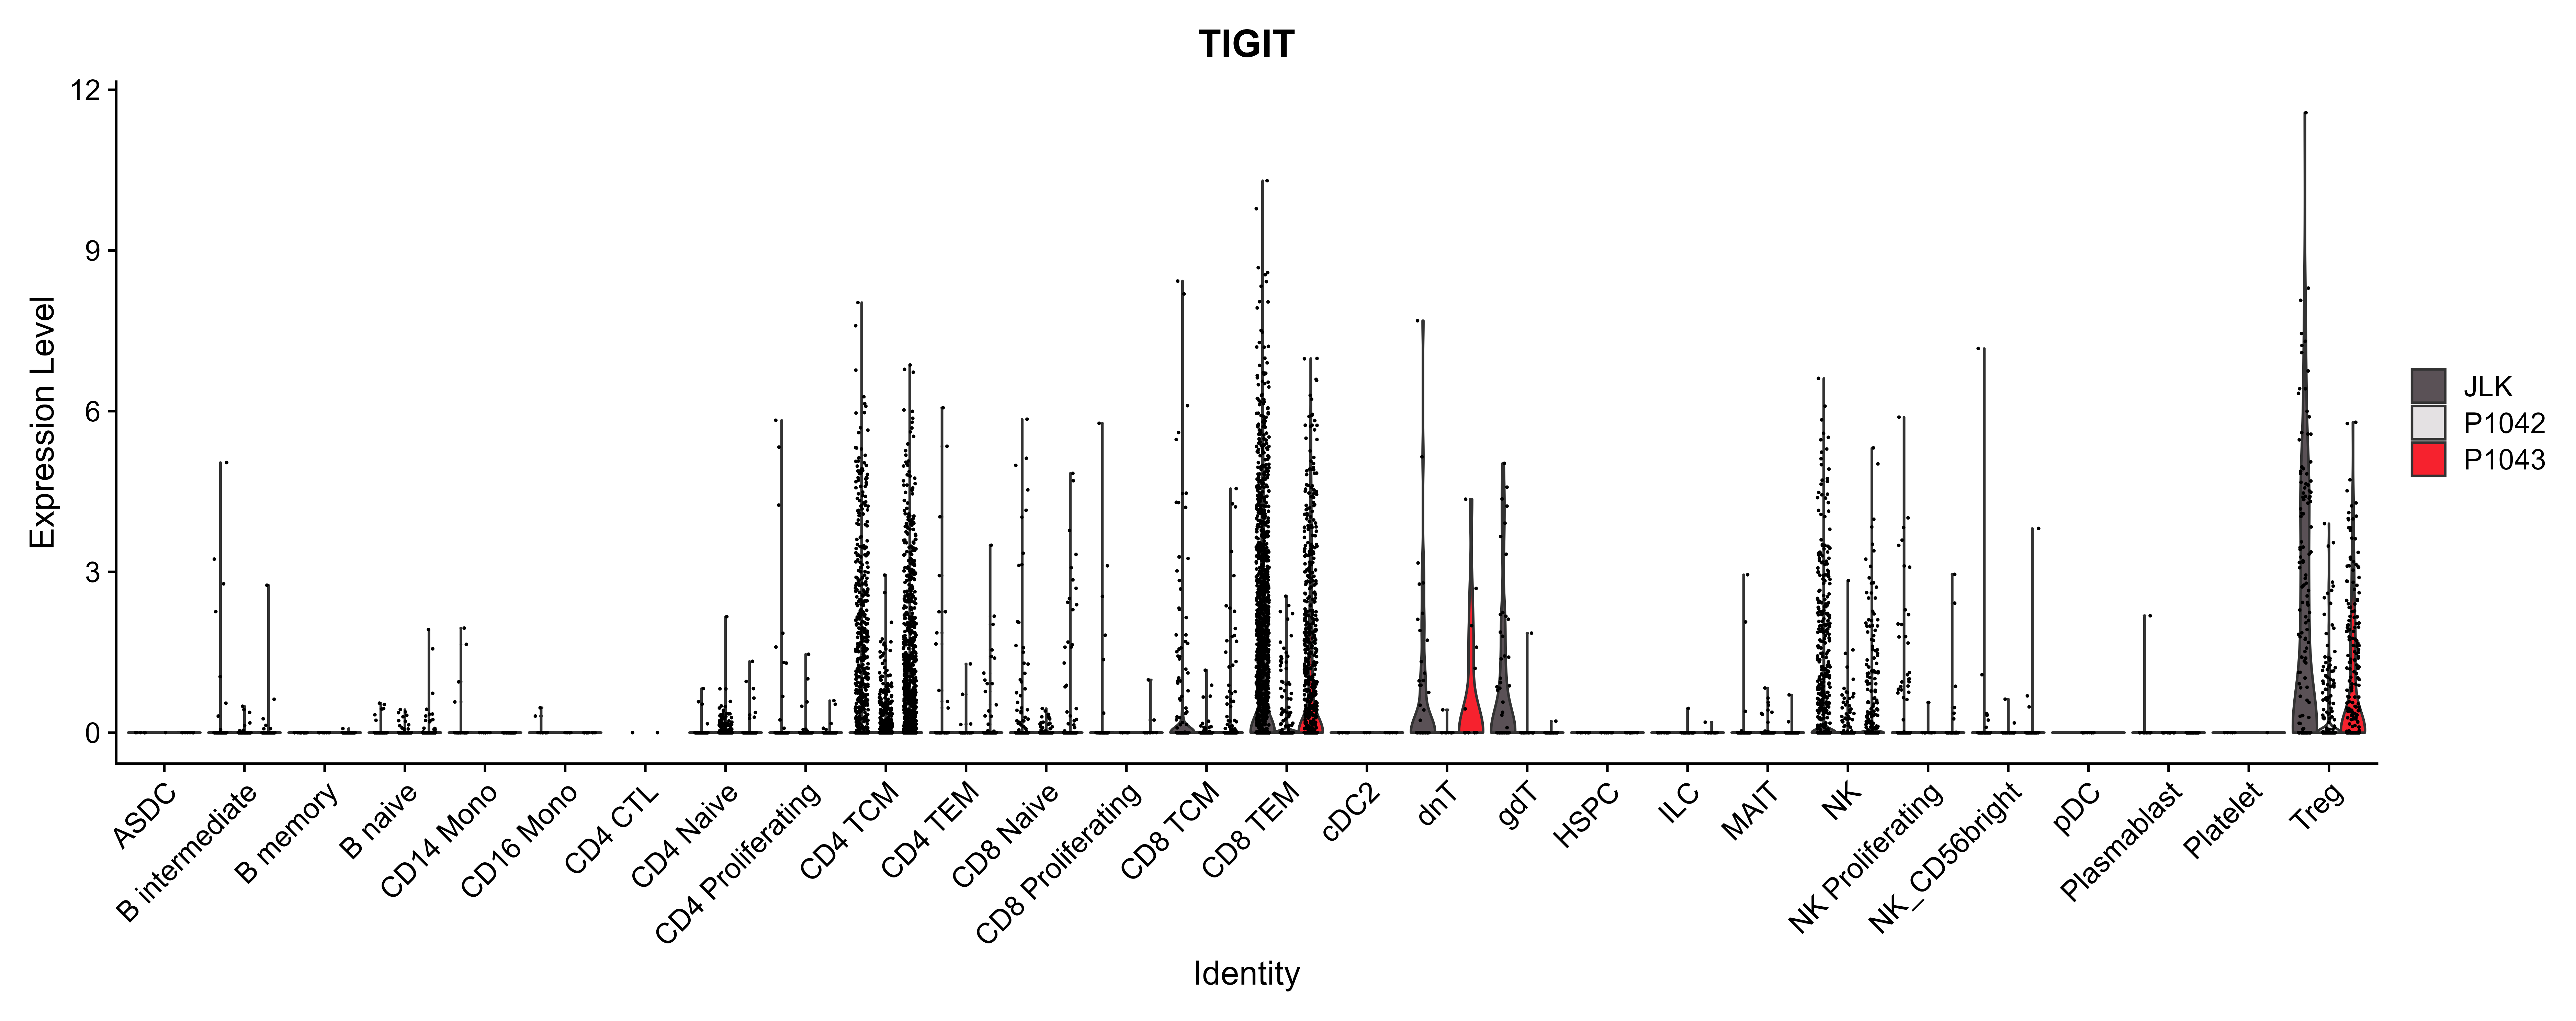 TIGIT
Expression Level
12
9
6
3
0
ASDC
B intermediate
B memory
B naive
CD14 Mono
CD16 Mono
CD4 CTL
CD4 Naive
CD4 Proliferating
CD4 TCM
CD4 TEM
CD8 Naive
CD8 Proliferating
CD8 TCM
CD8 TEM
cDC2
dnT
gdT
HSPC
ILC
MAIT
NK
NK Proliferating
NK_CD56bright
pDC
Plasmablast
Platelet
Treg
Identity
JLK
P1042
P1043